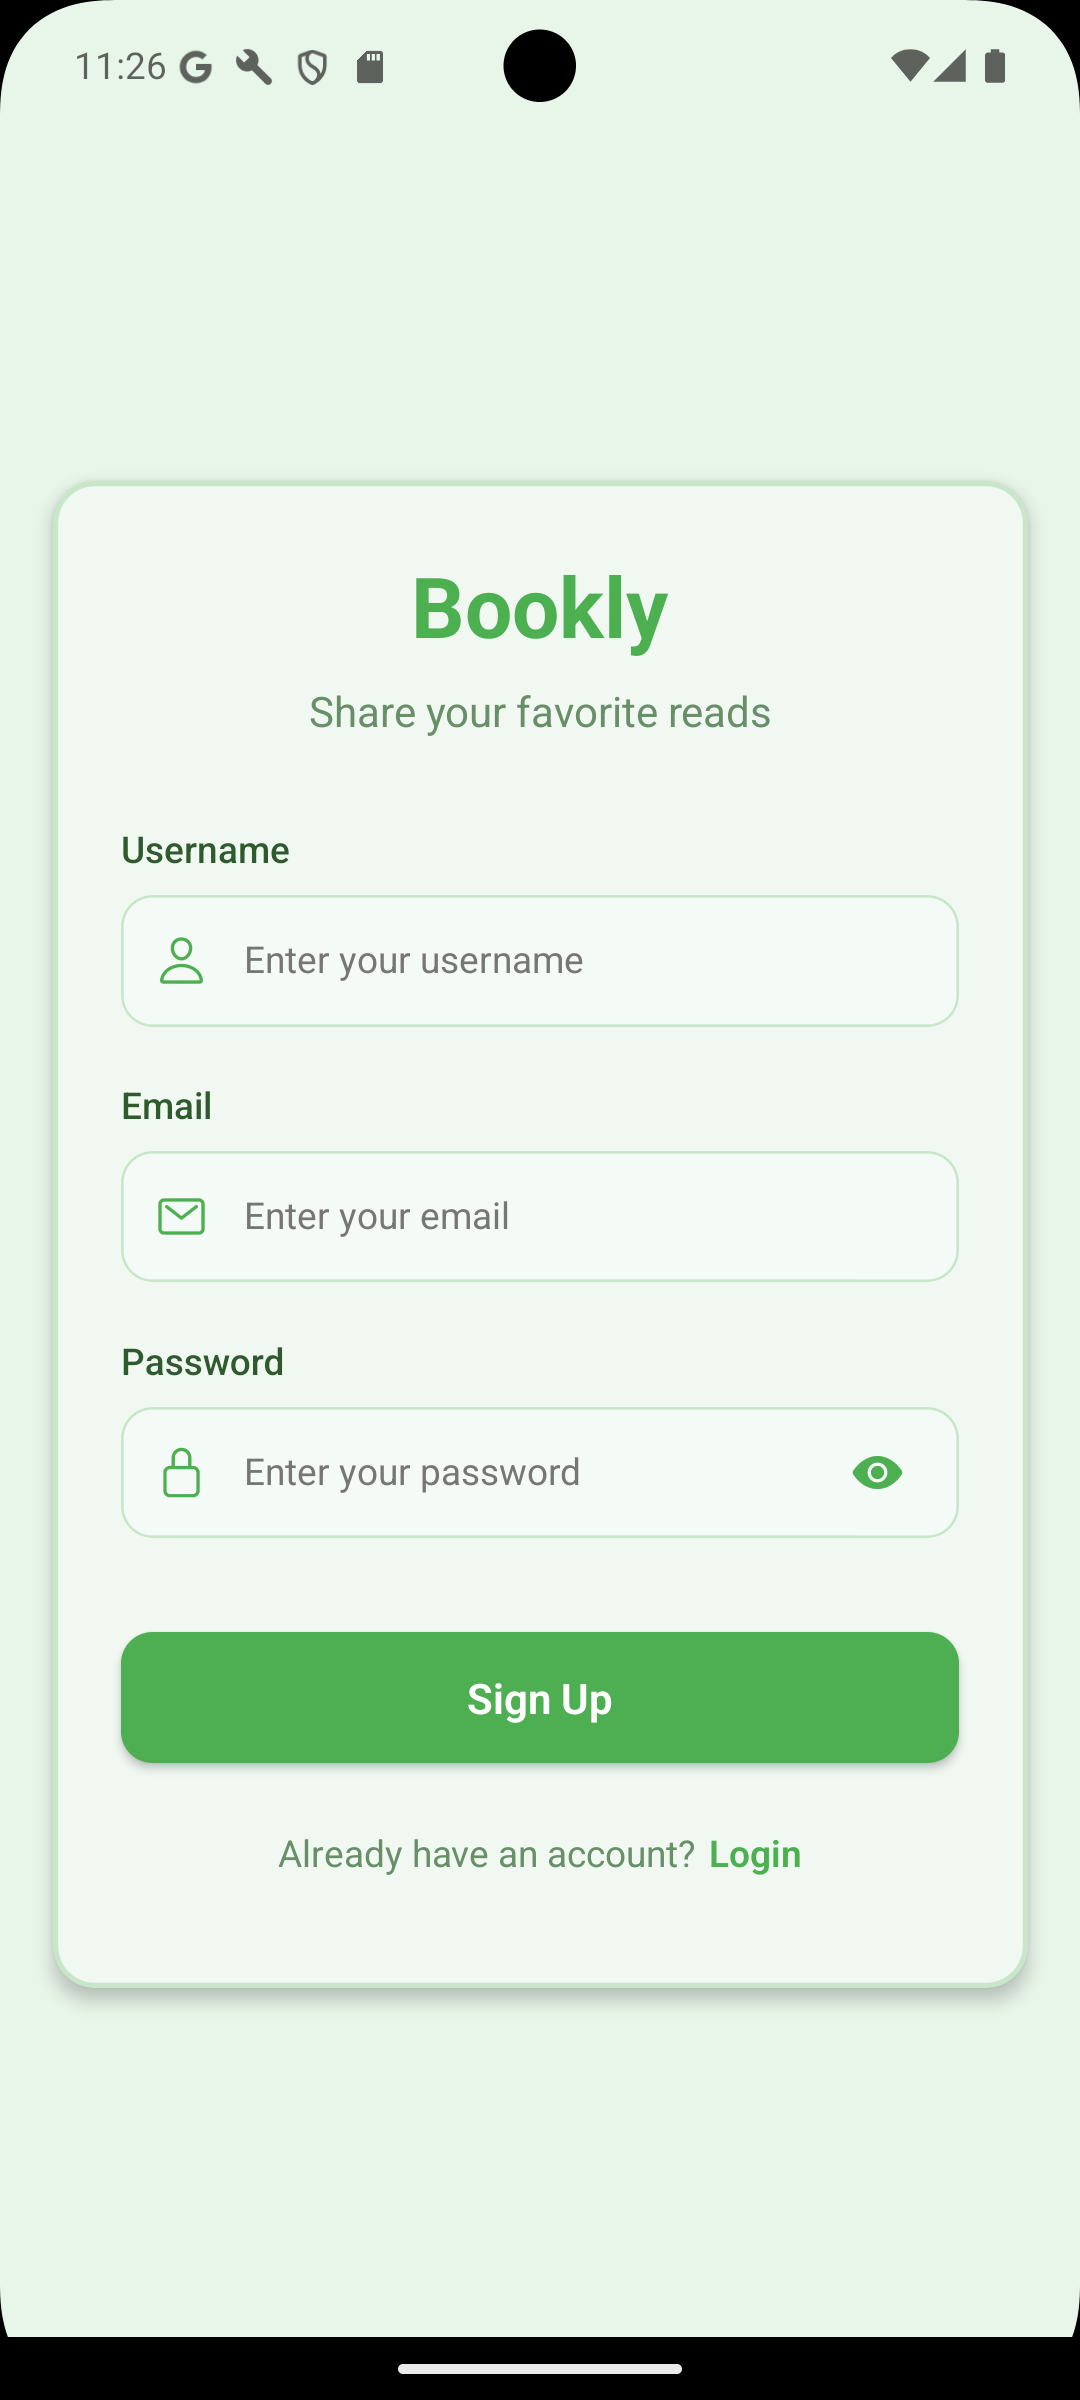 11:26
Bookly
Share your favorite reads
Username
Enter your username
Email
Enter your email
Password
Enter your password
Sign Up
Already have an account? Login